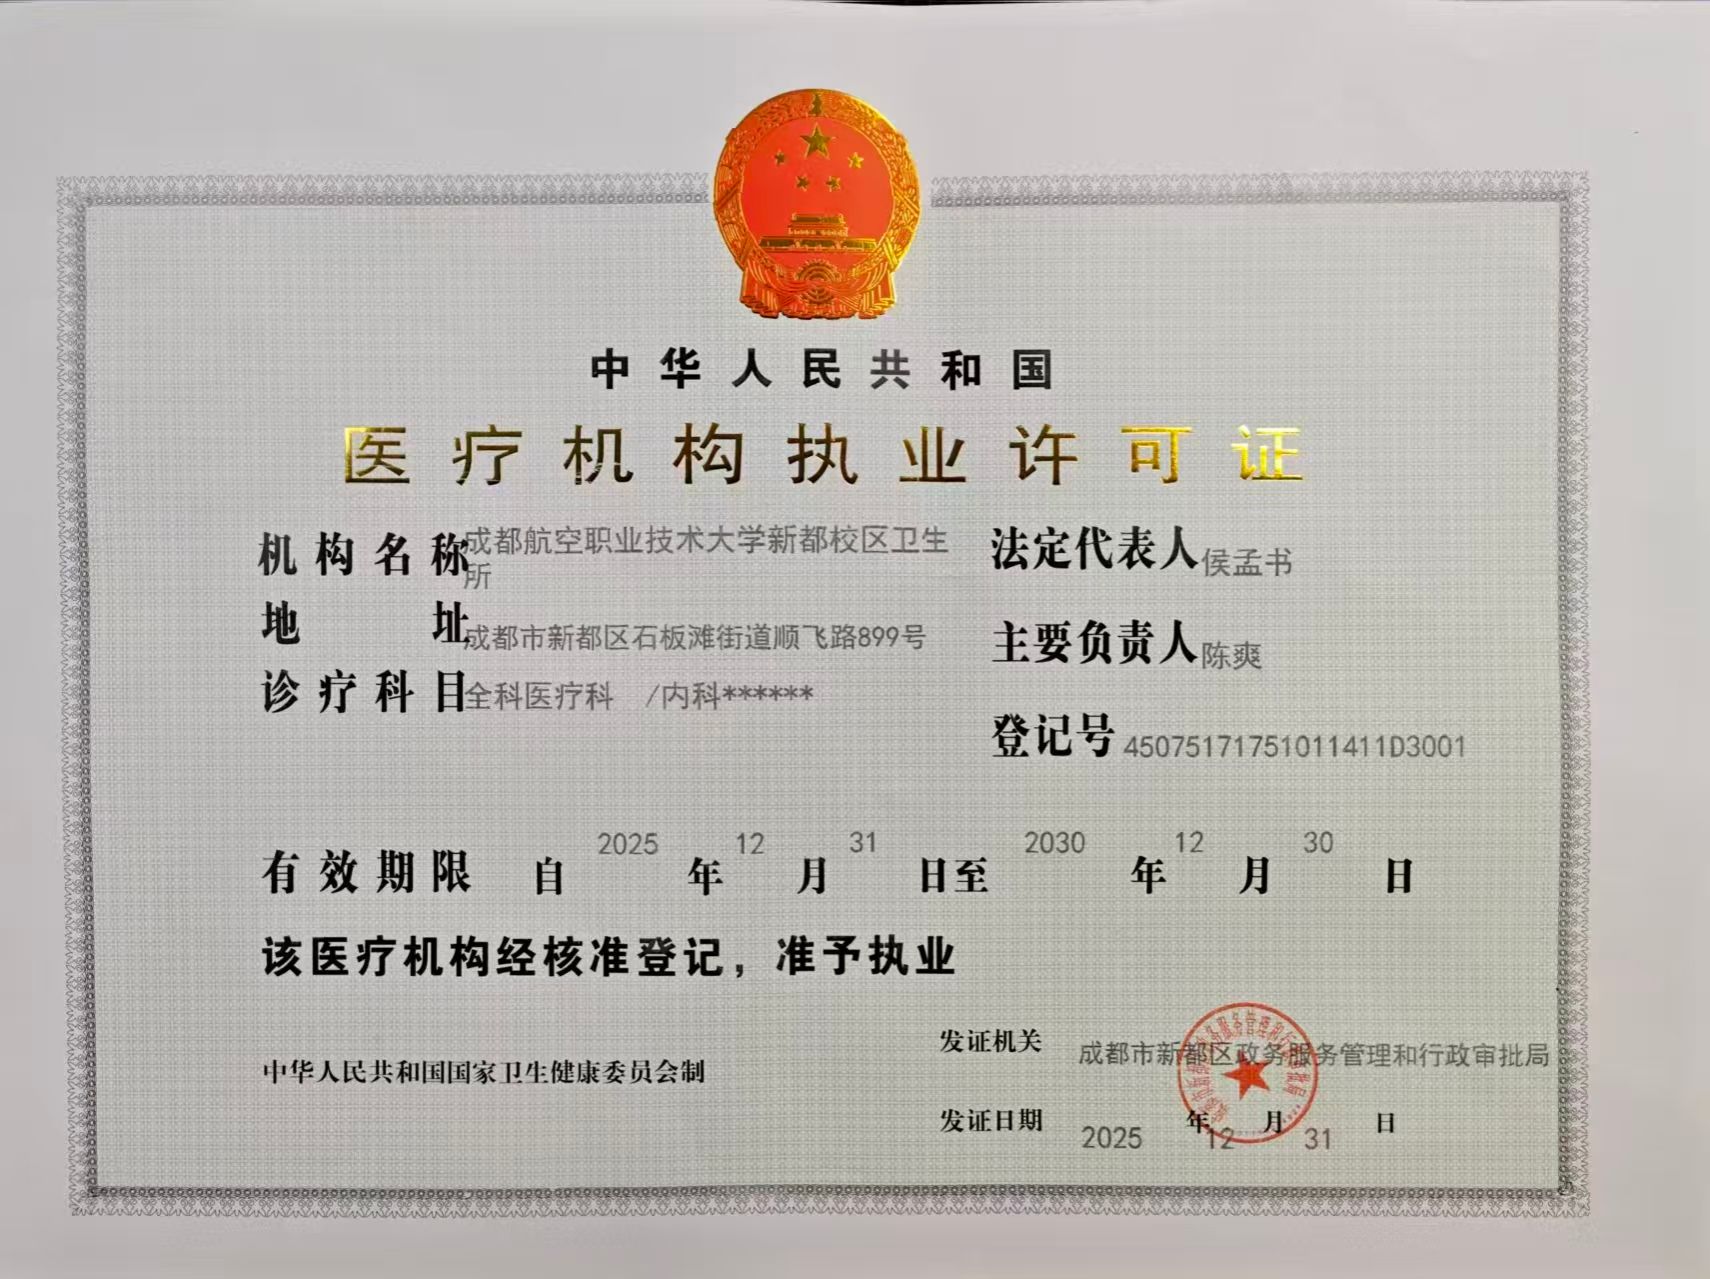 中华人民共和国
医疗机构执业许可证
机构名称 成都航空职业技术大学新都校区卫生
所
地址 成都市新都区石板滩街道顺飞路899号
诊疗科目 全科医疗科 /内科******
法定代表人 侯孟书
主要负责人 陈爽
登记号 45075171751011411D3001
有效期限 自 2025 年 12 月 31 日至 2030 年 12 月 30 日
该医疗机构经核准登记，准予执业
中华人民共和国国家卫生健康委员会制
发证机关 成都市新都区政务服务管理和行政审批局
发证日期 2025 年 12 月 31 日